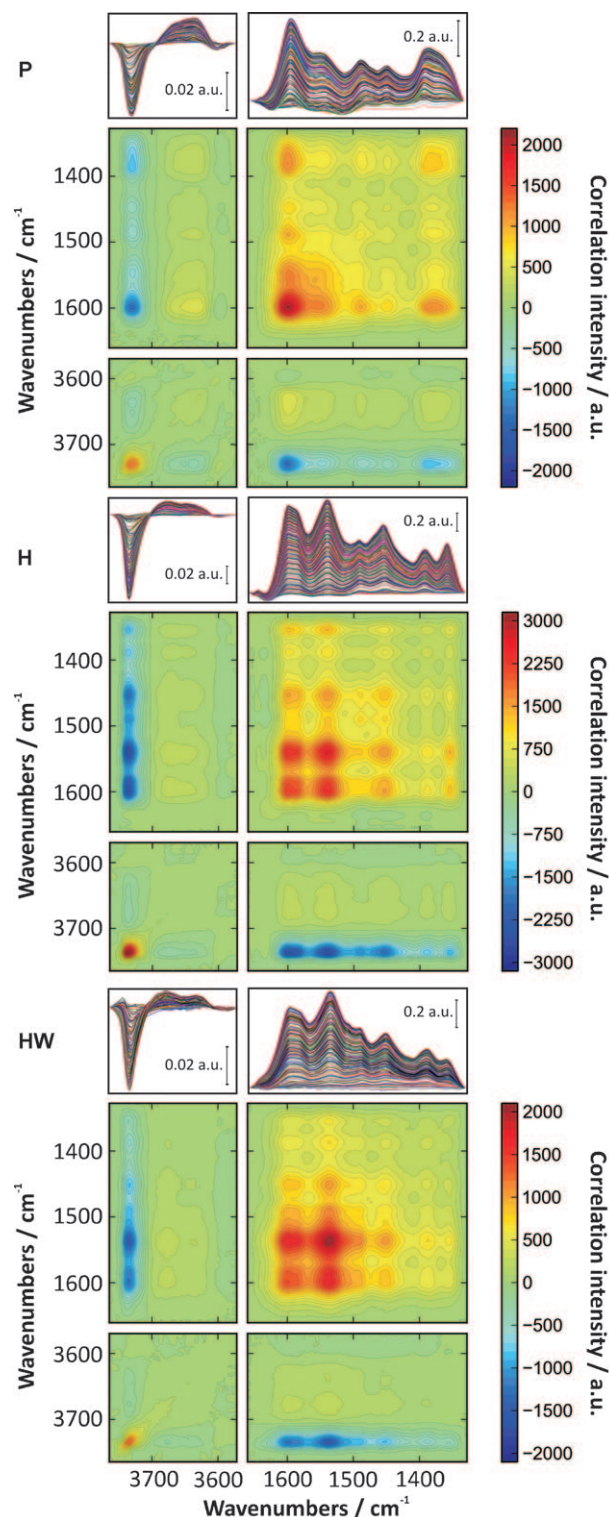 P
0.02 a.u.
0.2 a.u.
1400
1500
1600
3600
3700
Wavenumbers / cm⁻¹
2000
1500
1000
500
0
−500
−1000
−1500
−2000
Correlation intensity / a.u.
H
0.02 a.u.
0.2 a.u.
1400
1500
1600
3600
3700
Wavenumbers / cm⁻¹
3000
2250
1500
750
0
−750
−1500
−2250
−3000
Correlation intensity / a.u.
HW
0.02 a.u.
0.2 a.u.
1400
1500
1600
3600
3700
Wavenumbers / cm⁻¹
2000
1500
1000
500
0
−500
−1000
−1500
−2000
Correlation intensity / a.u.
3700 3600 1600 1500 1400
Wavenumbers / cm⁻¹